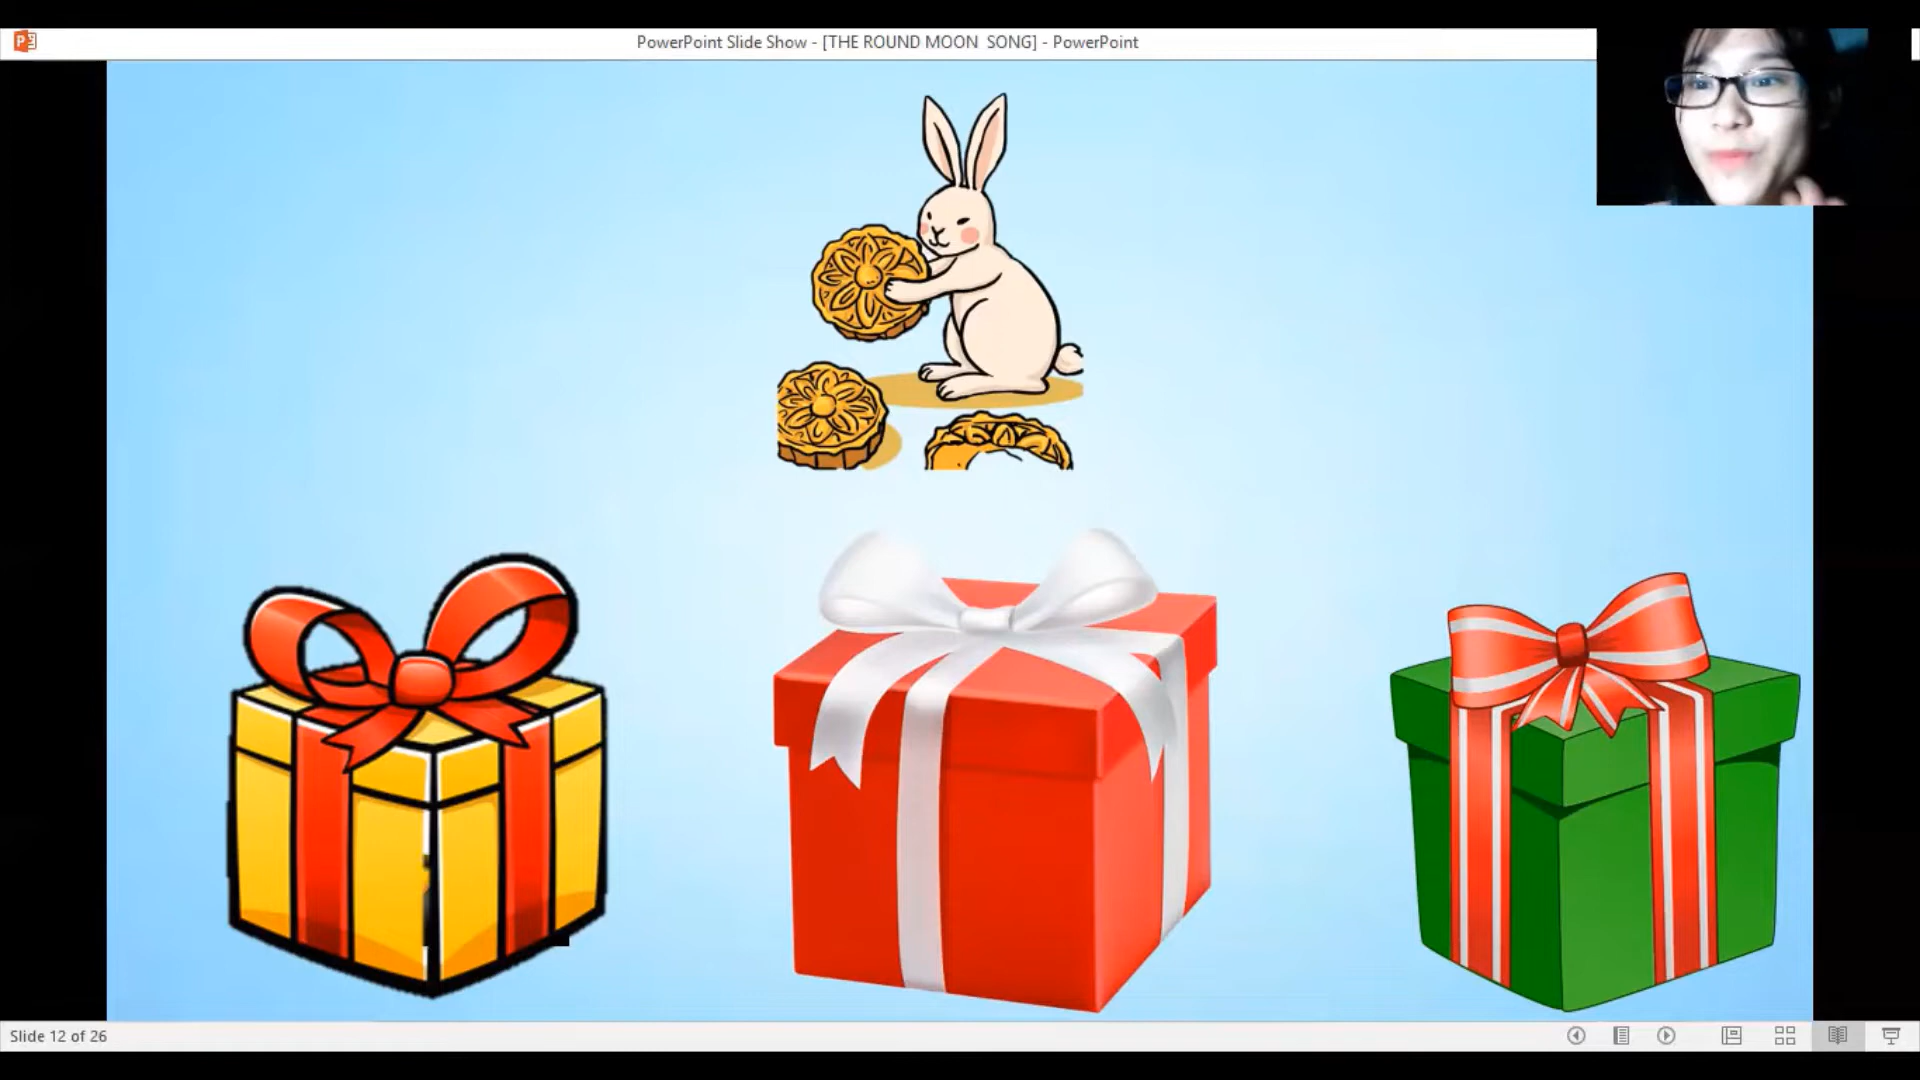 PowerPoint Slide Show - [THE ROUND MOON  SONG] - PowerPoint
Slide 12 of 26